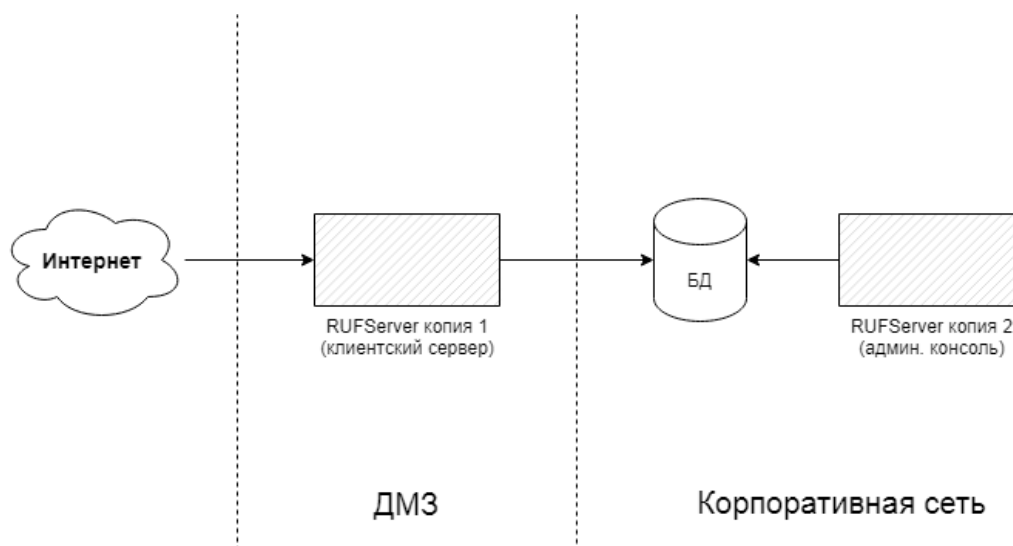 Интернет
RUFServer копия 1
(клиентский сервер)
БД
RUFServer копия 2
(админ. консоль)
ДМЗ
Корпоративная сеть